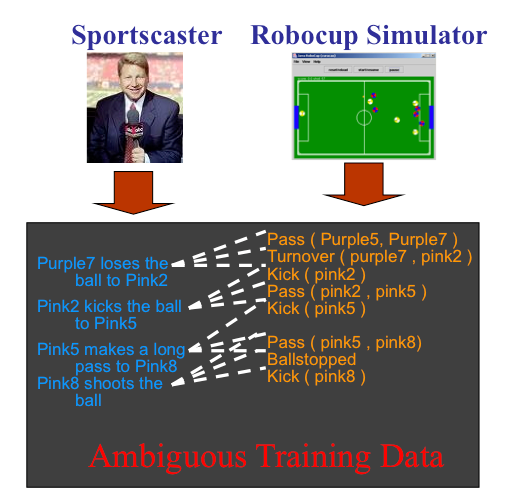 Sportscaster
Robocup Simulator
Purple7 loses the
ball to Pink2
Pink2 kicks the ball
to Pink5
Pink5 makes a long
pass to Pink8
Pink8 shoots the
ball
Pass ( Purple5, Purple7 )
Turnover ( purple7 , pink2 )
Kick ( pink2 )
Pass ( pink2 , pink5 )
Kick ( pink5 )
Pass ( pink5 , pink8)
Ballstopped
Kick ( pink8 )
Ambiguous Training Data